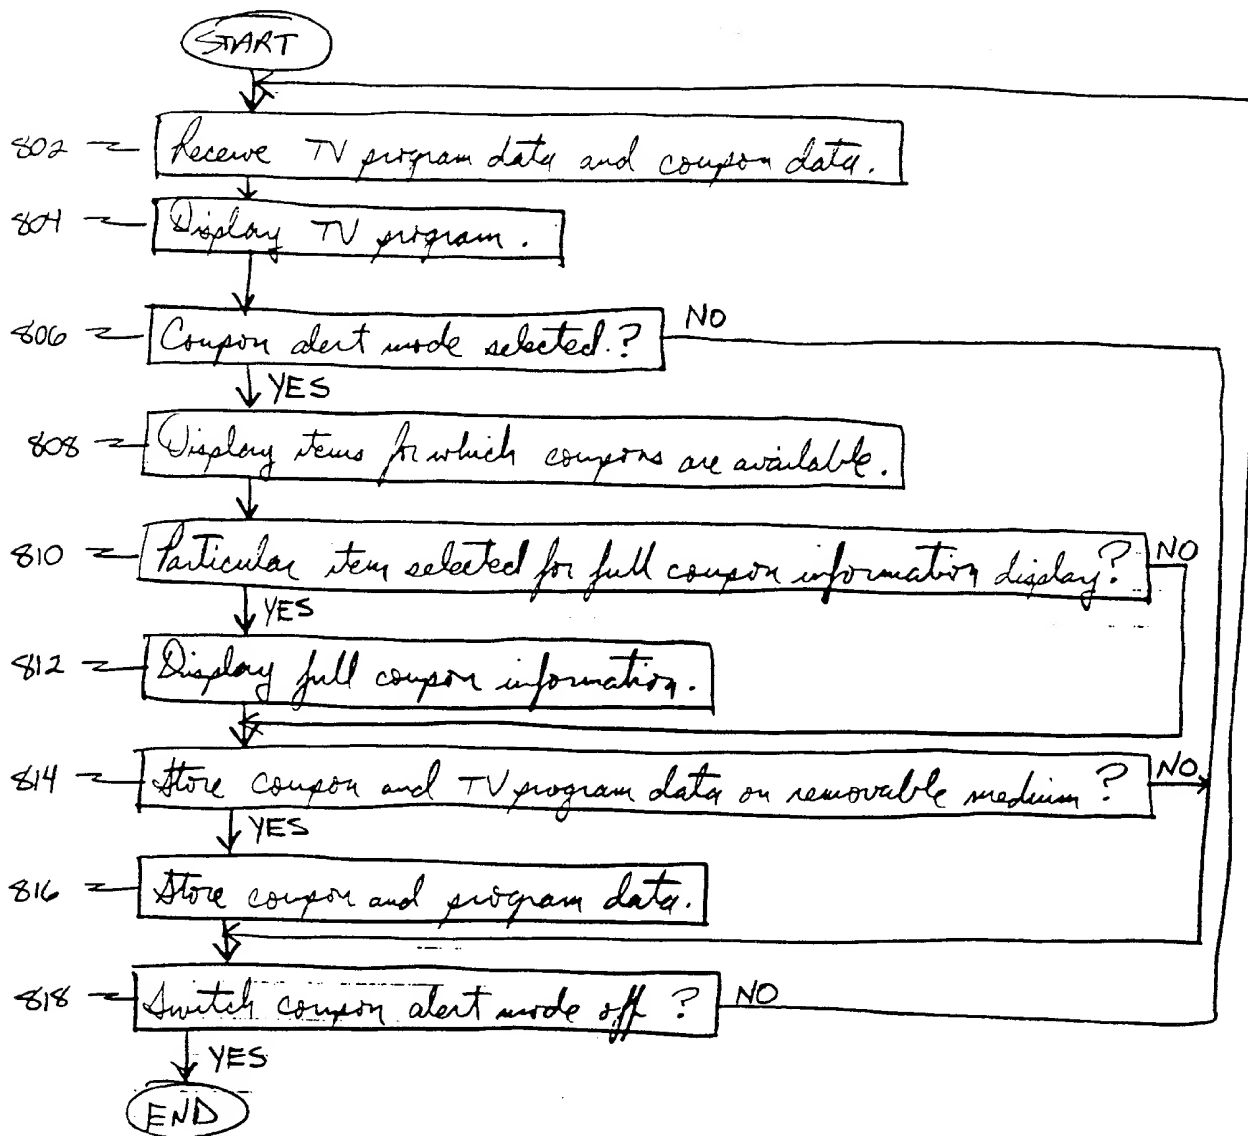 START
802 Receive TV program data and coupon data.
804 Display TV program.
806 Coupon alert mode selected.? NO
YES
808 Display items for which coupons are available.
810 Particular item selected for full coupon information display? NO
YES
812 Display full coupon information.
814 Store coupon and TV program data on removable medium? NO
YES
816 Store coupon and program data.
818 Switch coupon alert mode off? NO
YES
END